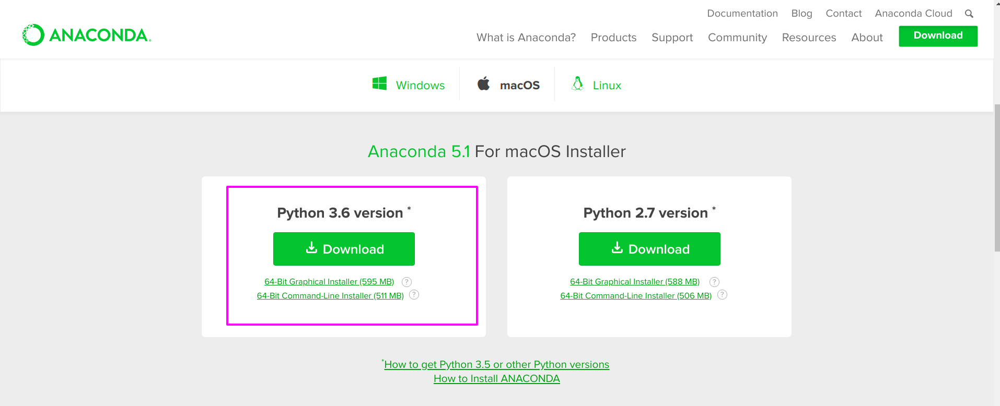 Documentation Blog Contact Anaconda Cloud
ANACONDA
What is Anaconda? Products Support Community Resources About Download
Windows macOS Linux
Anaconda 5.1 For macOS Installer
Python 3.6 version *
Download
64-Bit Graphical Installer (595 MB) ?
64-Bit Command-Line Installer (511 MB) ?
Python 2.7 version *
Download
64-Bit Graphical Installer (588 MB) ?
64-Bit Command-Line Installer (506 MB) ?
*How to get Python 3.5 or other Python versions
How to Install ANACONDA